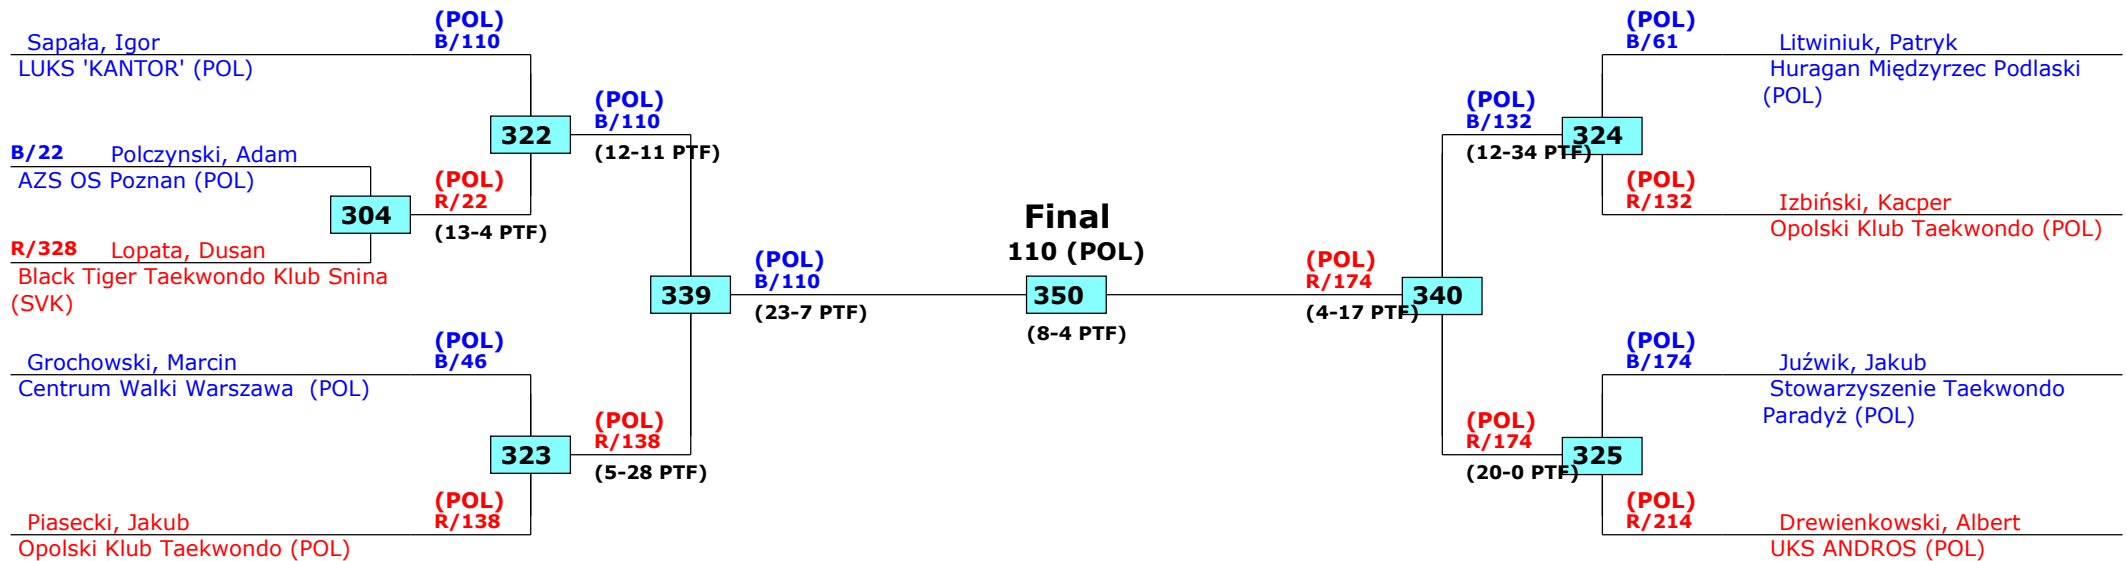 (POL)
B/110
Sapała, Igor
LUKS 'KANTOR' (POL)
322
B/22 Polczynski, Adam
AZS OS Poznan (POL)
304
(POL)
R/22
(13-4 PTF)
R/328 Lopata, Dusan
Black Tiger Taekwondo Klub Snina
(SVK)
(POL)
B/110
(12-11 PTF)
339
(POL)
B/46
Grochowski, Marcin
Centrum Walki Warszawa (POL)
323
(POL)
R/138
(5-28 PTF)
(POL)
R/138
Piasecki, Jakub
Opolski Klub Taekwondo (POL)
(POL)
B/110
(23-7 PTF)
Final
110 (POL)
350
(8-4 PTF)
(POL)
R/174
(4-17 PTF)
340
(POL)
B/132
(12-34 PTF)
324
(POL)
B/61
Litwiniuk, Patryk
Huragan Międzyrzec Podlaski
(POL)
(POL)
R/132
Izbiński, Kacper
Opolski Klub Taekwondo (POL)
(POL)
R/174
(20-0 PTF)
325
(POL)
B/174
Juźwik, Jakub
Stowarzyszenie Taekwondo
Paradyż (POL)
(POL)
R/214
Drewienkowski, Albert
UKS ANDROS (POL)